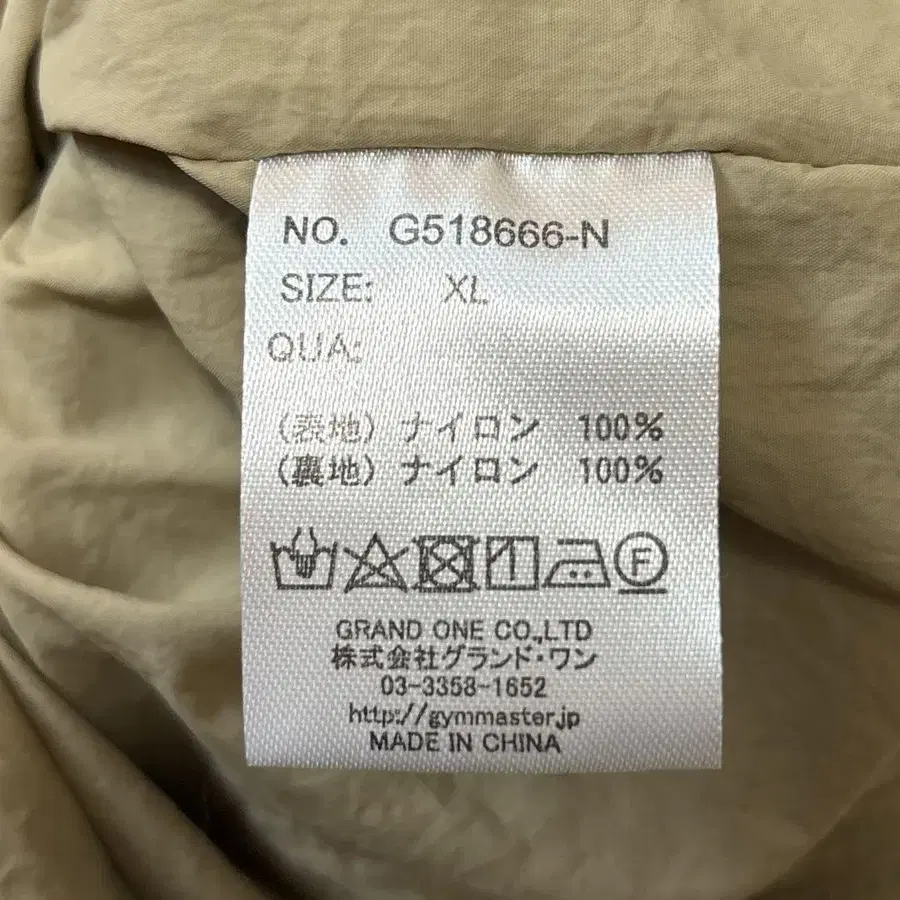 NO. G518666-N
SIZE: XL
QUA:
(表地) ナイロン 100%
(裏地) ナイロン 100%
F
GRAND ONE CO.,LTD
株式会社グランド・ワン
03-3358-1652
http://gymmaster.jp
MADE IN CHINA